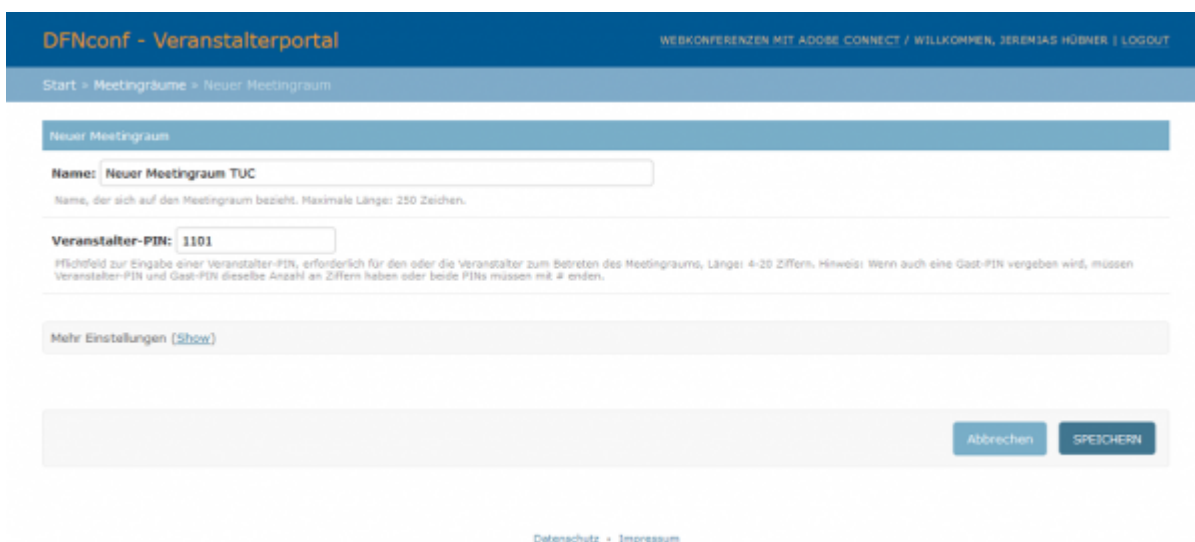 DFNconf - Veranstalterportal
WEBKONFERENZEN MIT ADOBE CONNECT / WILLKOMMEN, JEREMIAS HÜBNER | LOGOUT
Start » Meetingräume » Neuer Meetingraum
Neuer Meetingraum
Name: Neuer Meetingraum TUC
Name, der sich auf den Meetingraum bezieht. Maximale Länge: 250 Zeichen.
Veranstalter-PIN: 1101
Pflichtfeld zur Eingabe einer Veranstalter-PIN, erforderlich für den oder die Veranstalter zum Betreten des Meetingraums, Länge: 4-20 Ziffern. Hinweis: Wenn auch eine Gast-PIN vergeben wird, müssen
Veranstalter-PIN und Gast-PIN dieselbe Anzahl an Ziffern haben oder beide PINs müssen mit # enden.
Mehr Einstellungen (Show)
Abbrechen SPEICHERN
Datenschutz • Impressum